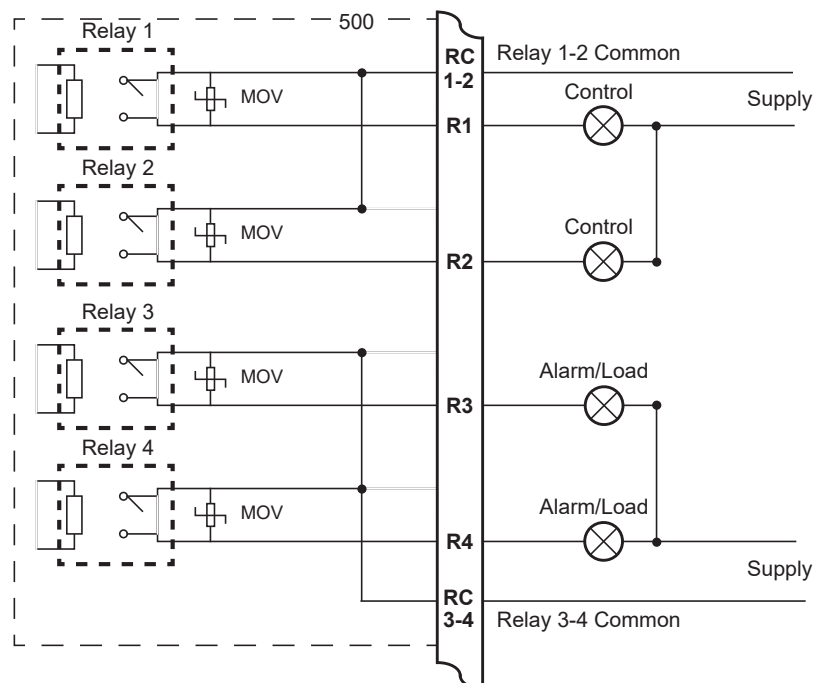 500
Relay 1
RC
1-2
Relay 1-2 Common
MOV
Control
Supply
R1
Relay 2
MOV
Control
R2
Relay 3
MOV
Alarm/Load
R3
Relay 4
MOV
Alarm/Load
R4
Supply
RC
3-4
Relay 3-4 Common